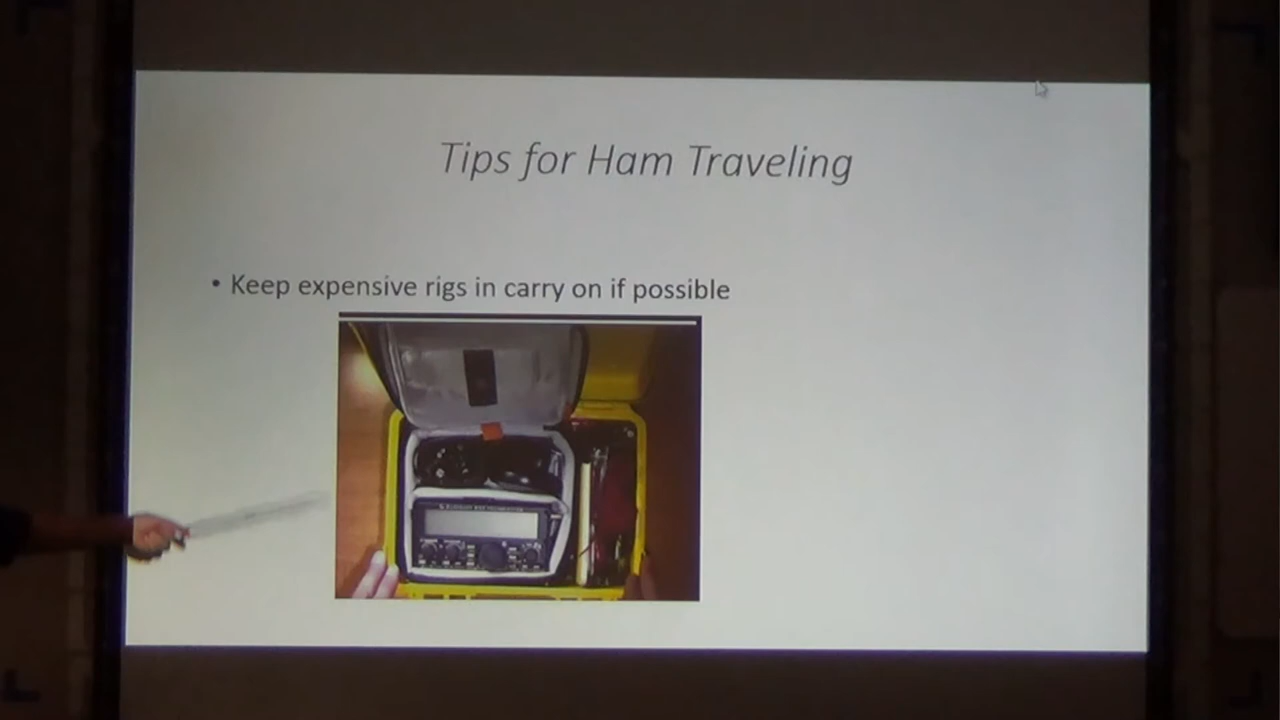 Tips for Ham Traveling
• Keep expensive rigs in carry on if possible